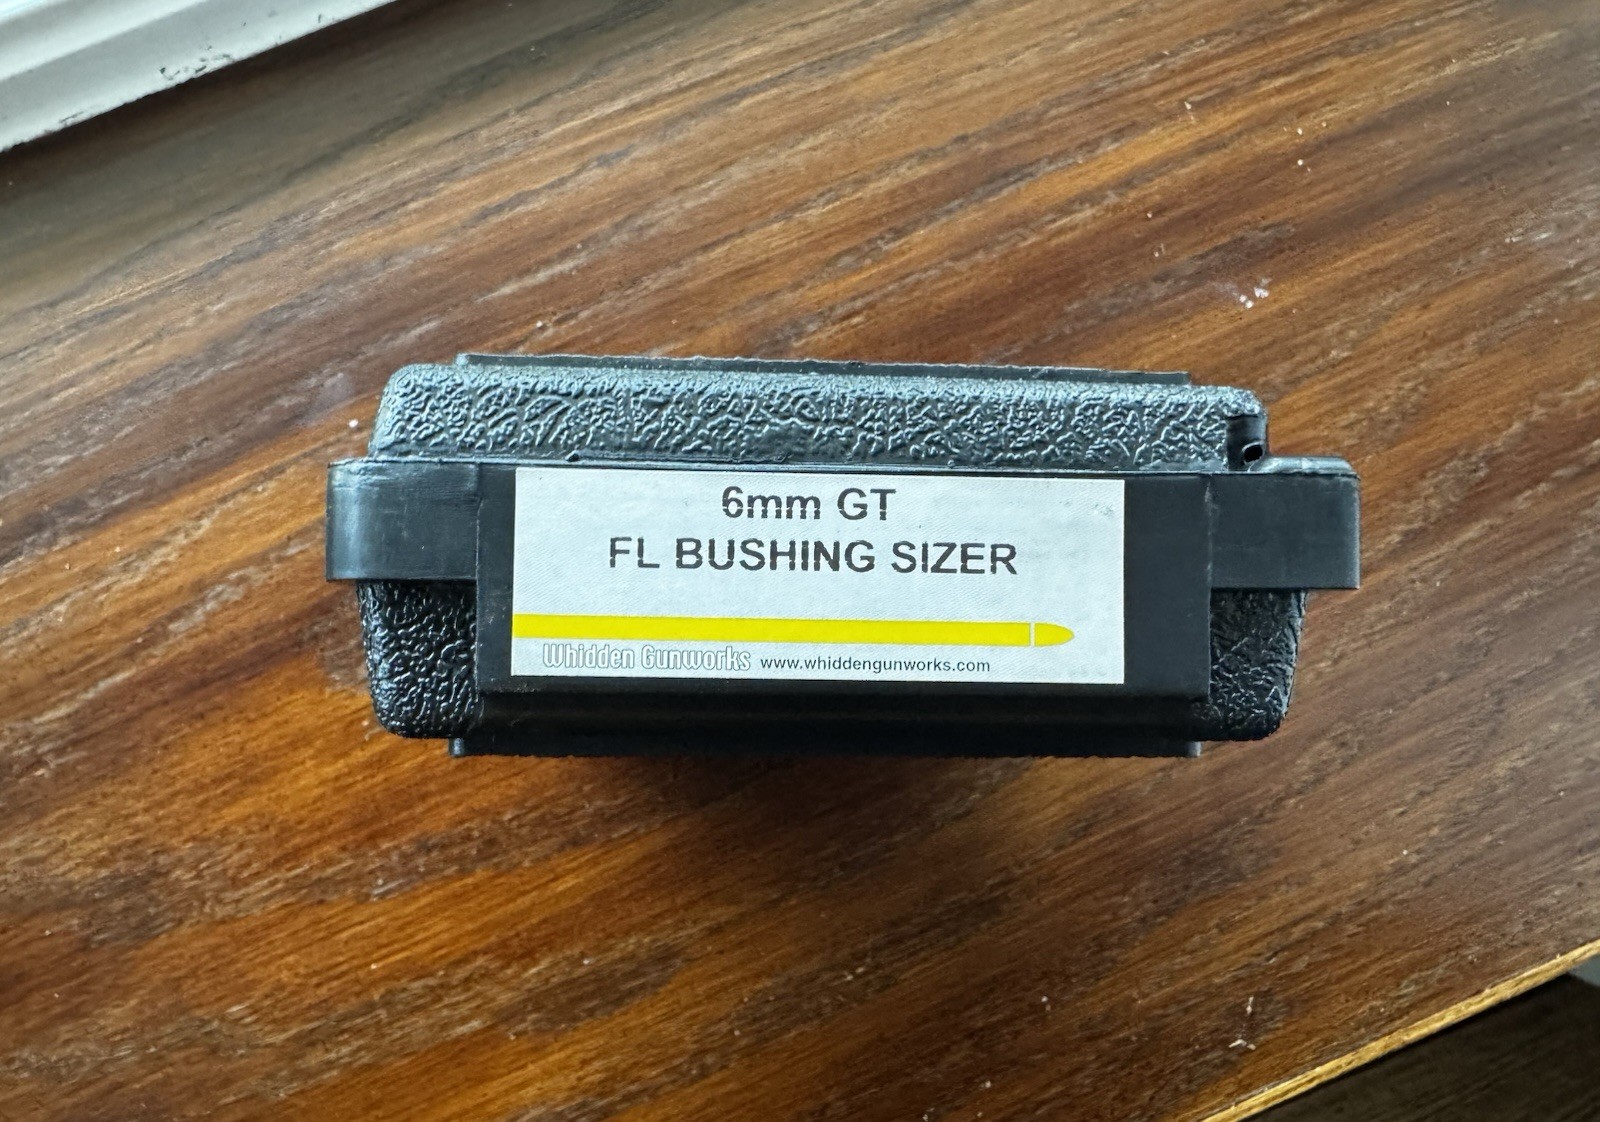 6mm GT
FL BUSHING SIZER
Whidden Gunworks www.whiddengunworks.com